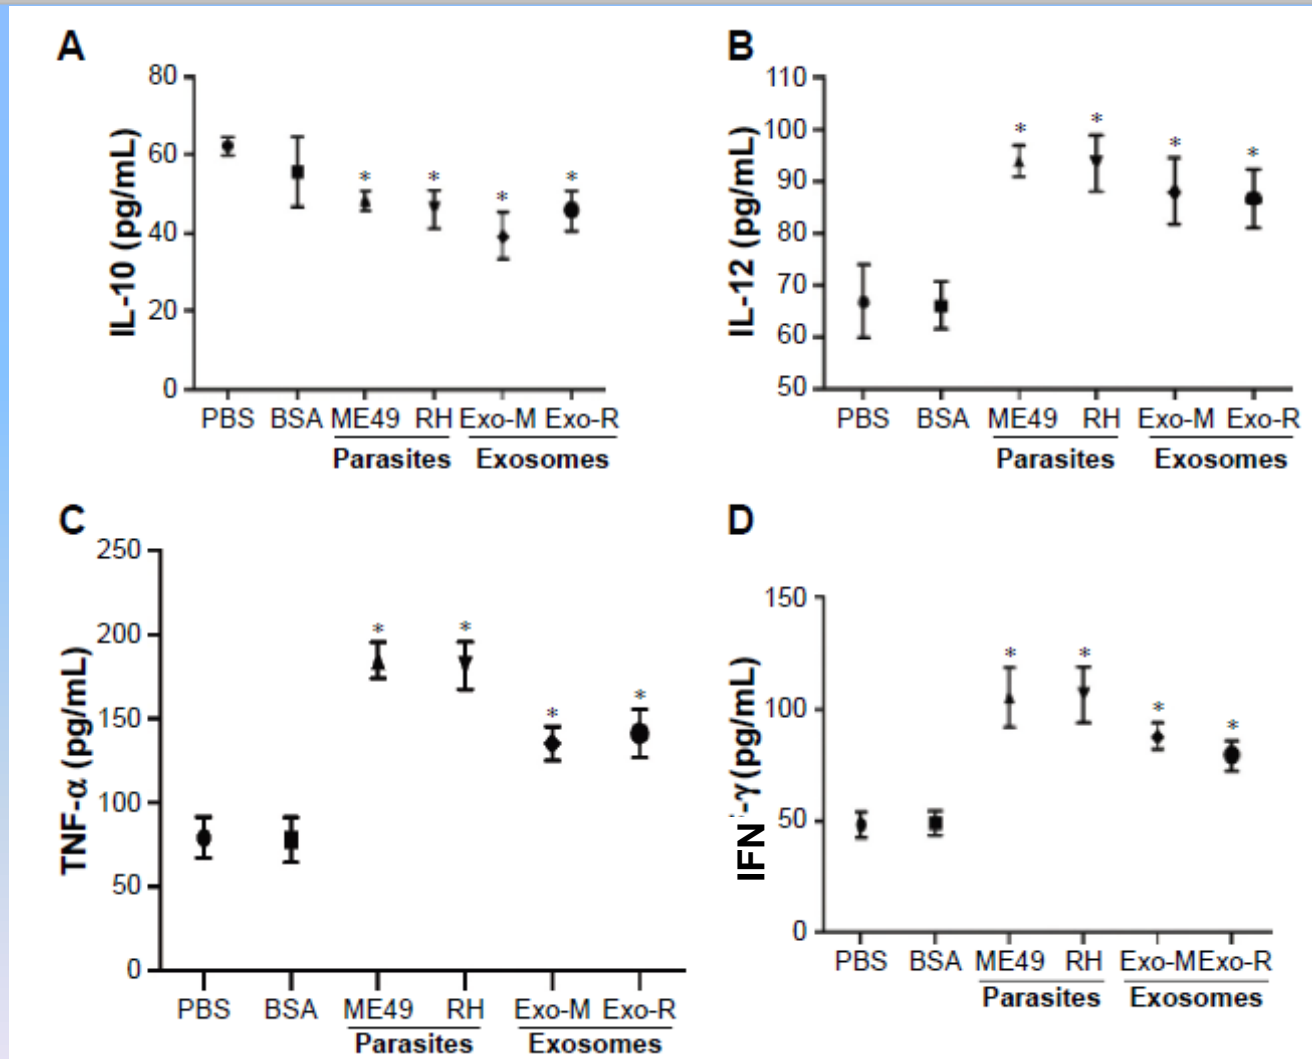 A
80
60
40
20
0
IL-10 (pg/mL)
* * * *
PBS BSA ME49 RH Exo-M Exo-R
Parasites Exosomes
B
110
100
90
80
70
60
50
IL-12 (pg/mL)
* * * *
PBS BSA ME49 RH Exo-M Exo-R
Parasites Exosomes
C
250
200
150
100
50
0
TNF-α (pg/mL)
* * * *
PBS BSA ME49 RH Exo-M Exo-R
Parasites Exosomes
D
150
100
50
0
IFN-γ (pg/mL)
* * * *
PBS BSA ME49 RH Exo-M Exo-R
Parasites Exosomes